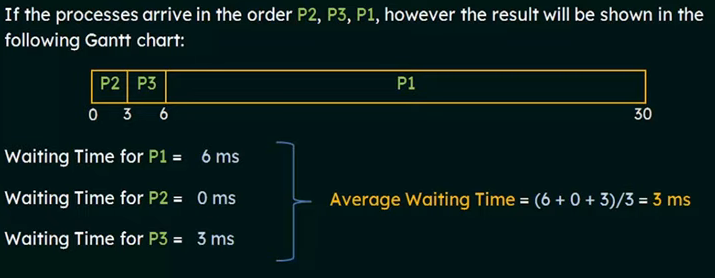 If the processes arrive in the order P2, P3, P1, however the result will be shown in the
following Gantt chart:
P2 P3 P1
0 3 6 30
Waiting Time for P1 = 6 ms
Waiting Time for P2 = 0 ms
Average Waiting Time = (6 + 0 + 3)/3 = 3 ms
Waiting Time for P3 = 3 ms